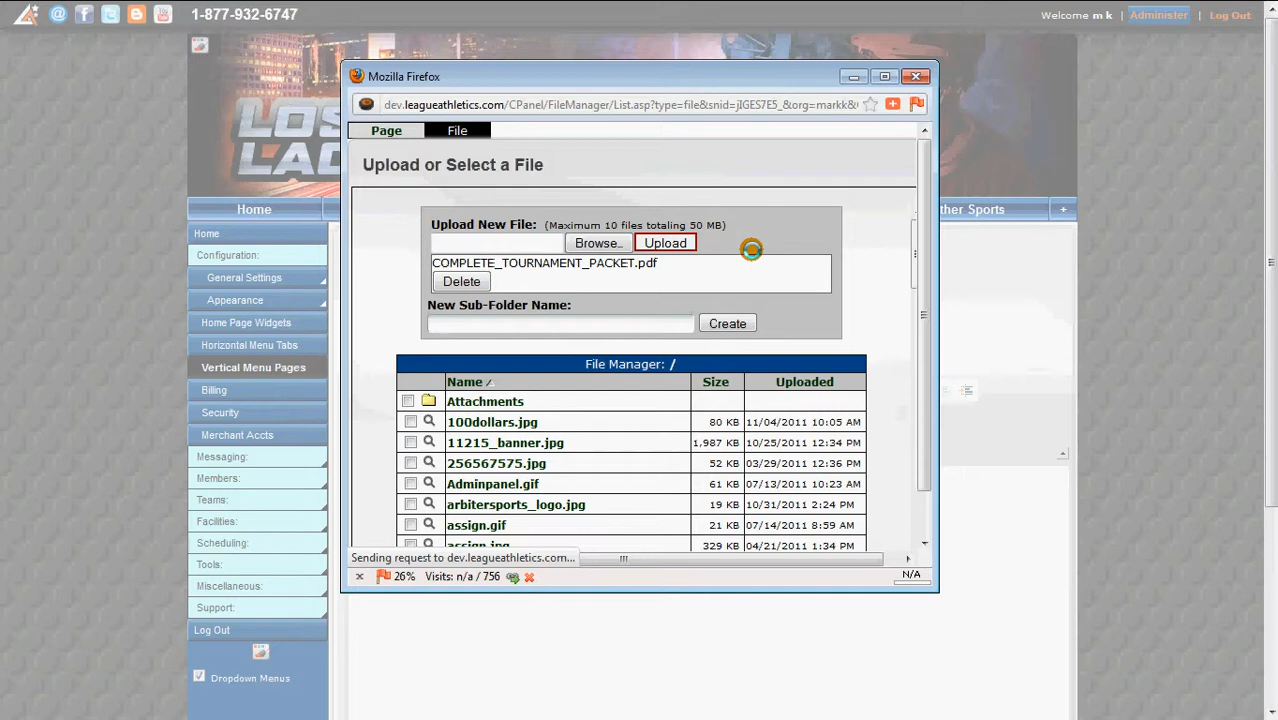 1-877-932-6747
Welcome m k | Administer | Log Out
LOS
LAC
Mozilla Firefox
dev.leagueathletics.com/CPanel/FileManager/List.asp?type=file&snid=jIGES7E5_&org=markk&
Page File
Upload or Select a File
Home
ther Sports +
Upload New File: (Maximum 10 files totaling 50 MB)
Browse... Upload
COMPLETE_TOURNAMENT_PACKET.pdf
Delete
New Sub-Folder Name:
Create
File Manager: /
Name Size Uploaded
Attachments
100dollars.jpg 80 KB 11/04/2011 10:05 AM
11215_banner.jpg 1,987 KB 10/25/2011 12:34 PM
256567575.jpg 52 KB 03/29/2011 12:36 PM
Adminpanel.gif 61 KB 07/13/2011 10:23 AM
arbitersports_logo.jpg 19 KB 10/31/2011 2:24 PM
assign.gif 21 KB 07/14/2011 8:59 AM
assign.jpg 329 KB 04/21/2011 1:34 PM
Sending request to dev.leagueathletics.com...
26% Visits: n/a / 756
N/A
Home
Configuration:
General Settings
Appearance
Home Page Widgets
Horizontal Menu Tabs
Vertical Menu Pages
Billing
Security
Merchant Accts
Messaging:
Members:
Teams:
Facilities:
Scheduling:
Tools:
Miscellaneous:
Support:
Log Out
Dropdown Menus